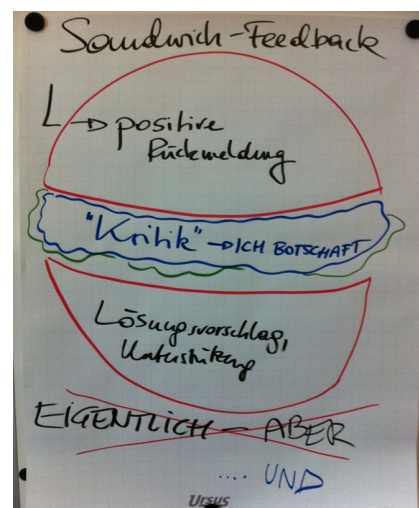 Sandwich-Feedback
L → positive
Rückmeldung
"Kritik" → ICH BOTSCHAFT
Lösungsvorschlag,
Unterstützung
EIGENTLICH – ABER
.... UND
Ursus